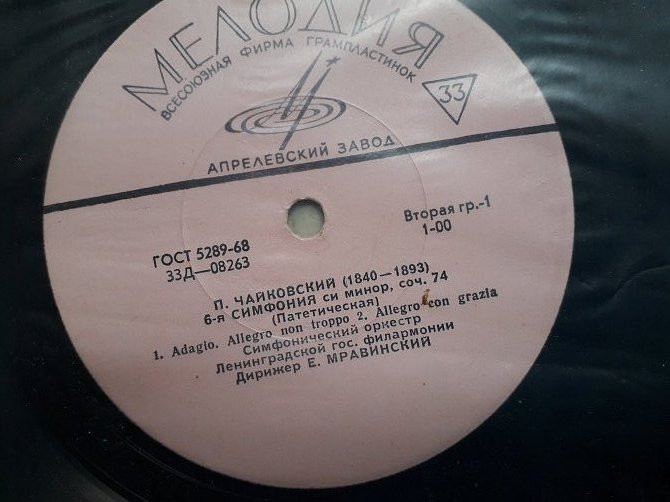 МЕЛОДИЯ
ВСЕСОЮЗНАЯ ФИРМА ГРАМПЛАСТИНОК
33
АПРЕЛЕВСКИЙ ЗАВОД
ГОСТ 5289-68
33Д—08263
Вторая гр.-1
1-00
П. ЧАЙКОВСКИЙ (1840—1893)
6-я СИМФОНИЯ си минор, соч. 74
(Патетическая)
1. Adagio. Allegro non troppo 2. Allegro con grazia
Симфонический оркестр
Ленинградской гос. филармонии
Дирижер Е. МРАВИНСКИЙ